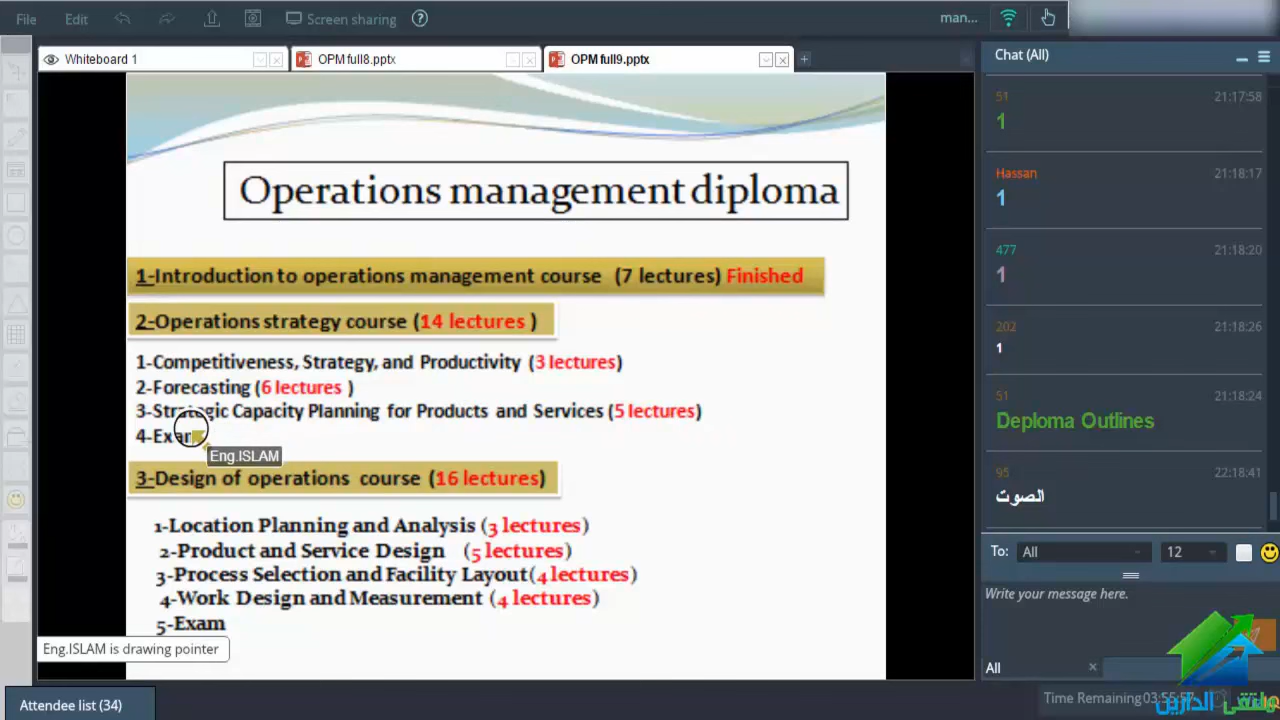 File Edit Screen sharing ? man...
Whiteboard 1 OPM full8.pptx OPM full9.pptx +
Operations management diploma
1-Introduction to operations management course (7 lectures) Finished
2-Operations strategy course (14 lectures )
1-Competitiveness, Strategy, and Productivity (3 lectures)
2-Forecasting (6 lectures )
3-Strategic Capacity Planning for Products and Services (5 lectures)
4-Exam
Eng.ISLAM
3-Design of operations course (16 lectures)
1-Location Planning and Analysis (3 lectures)
2-Product and Service Design (5 lectures)
3-Process Selection and Facility Layout(4 lectures)
4-Work Design and Measurement (4 lectures)
5-Exam
Eng.ISLAM is drawing pointer
Attendee list (34)
Chat (All)
51 21:17:58
1
Hassan 21:18:17
1
477 21:18:20
1
202 21:18:26
1
51 21:18:24
Deploma Outlines
95 22:18:41
الصوت
To: All 12
Write your message here.
All
Time Remaining
ملتقى الدارين